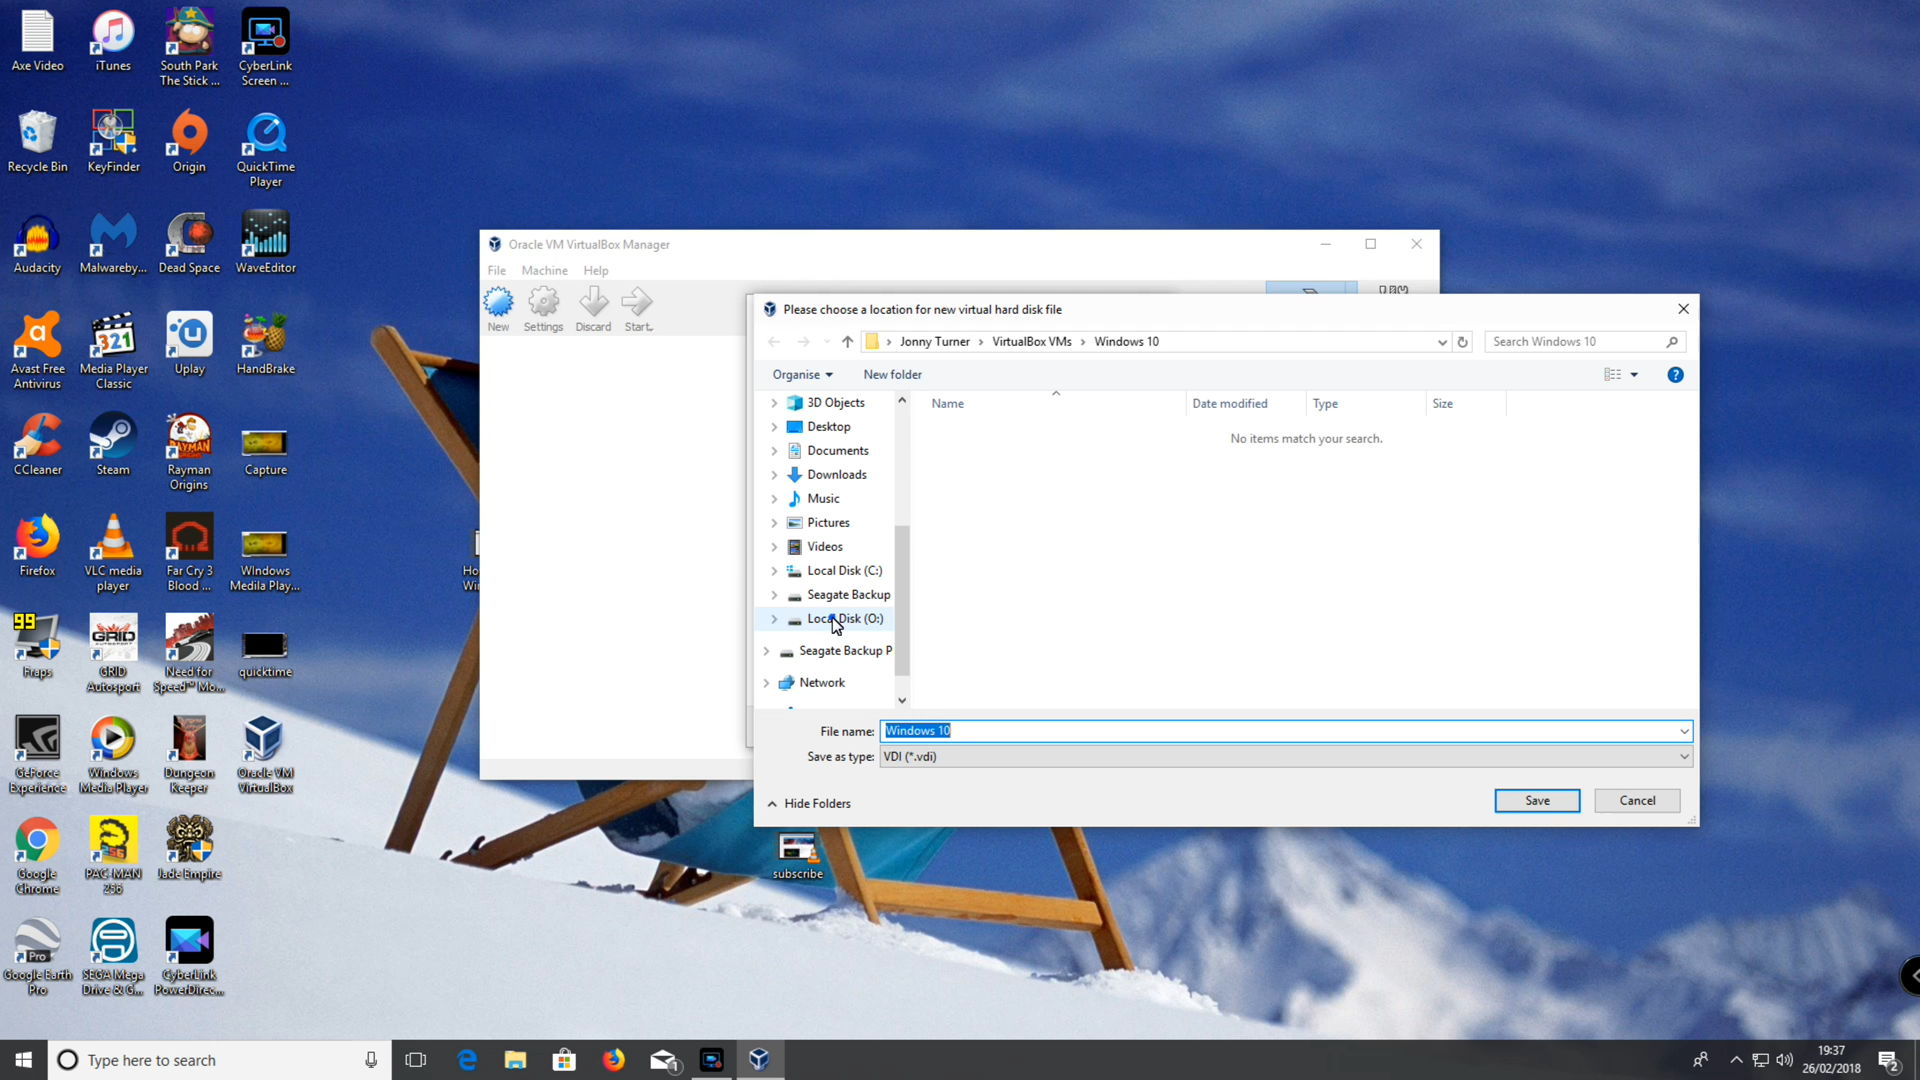 Axe Video
iTunes
South Park
The Stick ...
CyberLink
Screen ...
Recycle Bin
KeyFinder
Origin
QuickTime
Player
Audacity
Malwareby...
Dead Space
WaveEditor
Avast Free
Antivirus
Media Player
Classic
Uplay
HandBrake
CCleaner
Steam
Rayman
Origins
Capture
Firefox
VLC media
player
Far Cry 3
Blood ...
WIndows
Medila Play...
99
Fraps
GRID
Autosport
Need for
Speed™ Mo...
quicktime
GeForce
Experience
Windows
Media Player
Dungeon
Keeper
Oracle VM
VirtualBox
Google
Chrome
PAC-MAN
256
Jade Empire
Google Earth
Pro
SEGA Mega
Drive & G...
CyberLink
PowerDirec...
Ho
Wi
subscribe
Oracle VM VirtualBox Manager
File Machine Help
New Settings Discard Start
Please choose a location for new virtual hard disk file
Jonny Turner VirtualBox VMs Windows 10
Search Windows 10
Organise New folder
Name Date modified Type Size
No items match your search.
3D Objects
Desktop
Documents
Downloads
Music
Pictures
Videos
Local Disk (C:)
Seagate Backup
Local Disk (O:)
Seagate Backup P
Network
File name: Windows 10
Save as type: VDI (*.vdi)
Hide Folders
Save Cancel
Type here to search
1
19:37
26/02/2018
2